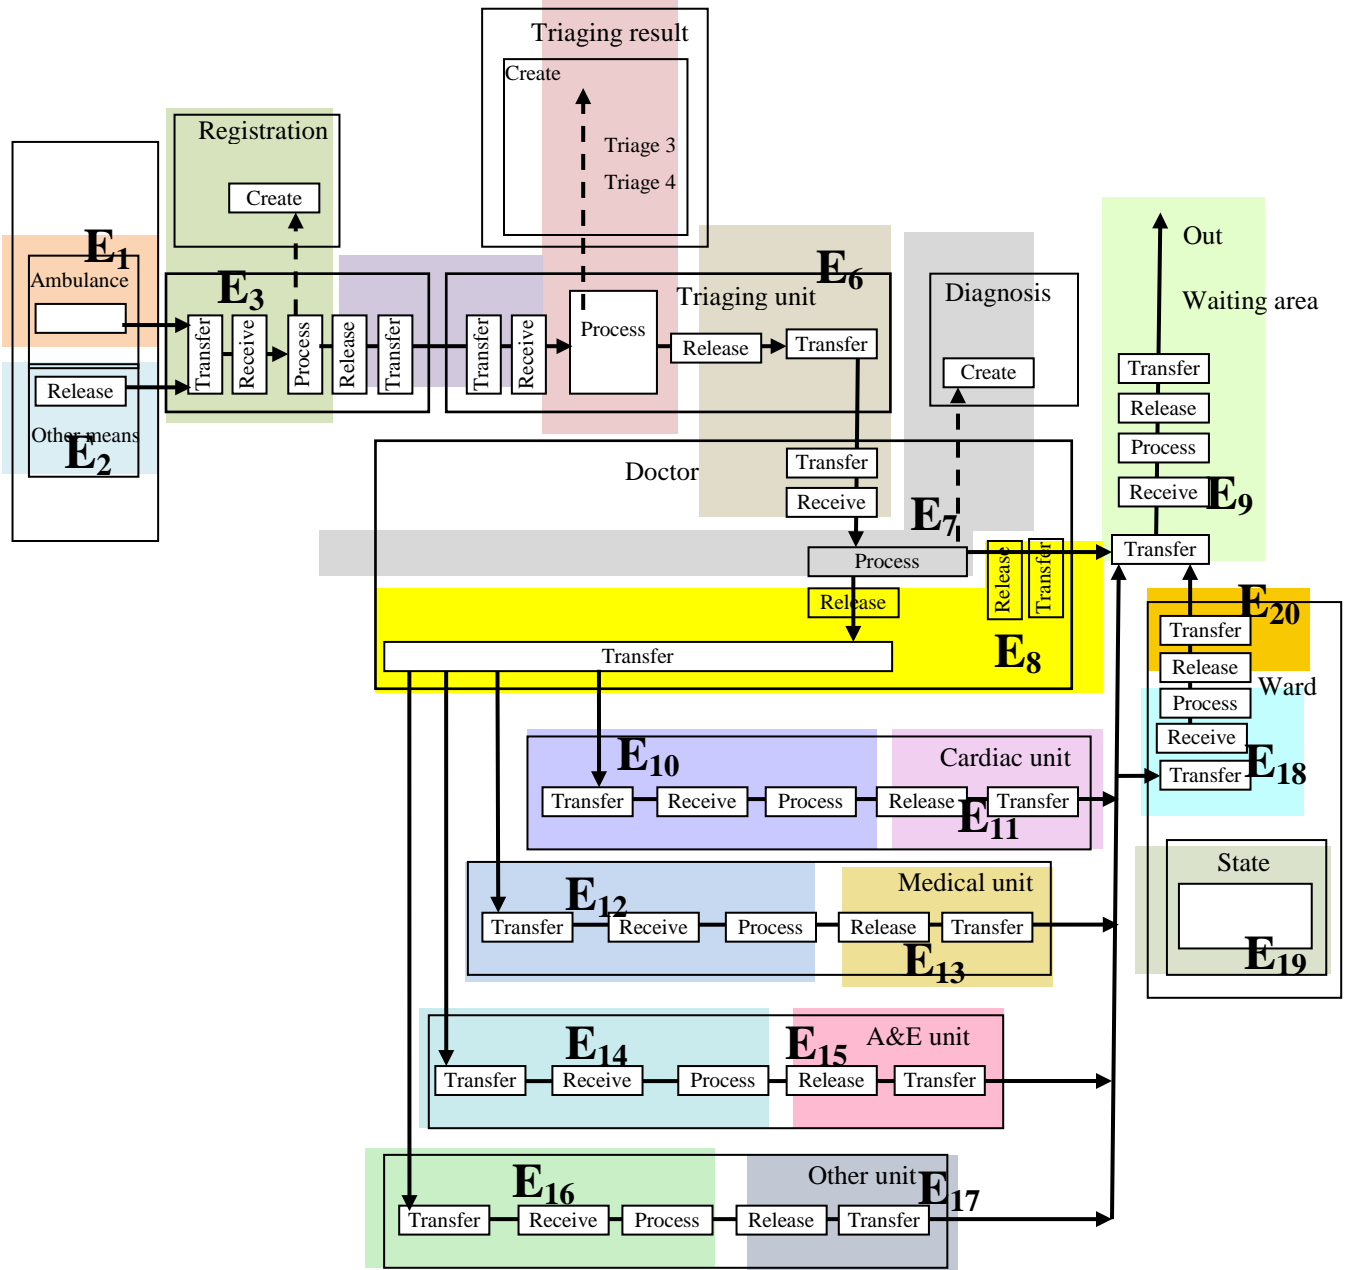 Triaging result
Create
Triage 3
Triage 4
Registration
Create
E1
Ambulance
Release
Other means
E2
E3
Transfer
Receive
Process
Release
Transfer
Transfer
Receive
Process
Triaging unit
E6
Release
Transfer
Diagnosis
Create
Out
Waiting area
Transfer
Release
Process
Receive
E9
Transfer
Doctor
Transfer
Receive
E7
Process
Release
Release
Transfer
E8
Transfer
E20
Transfer
Release
Ward
Process
Receive
E18
Transfer
State
E19
E10
Cardiac unit
Transfer
Receive
Process
Release
Transfer
E11
E12
Medical unit
Transfer
Receive
Process
Release
Transfer
E13
E14
E15
A&E unit
Transfer
Receive
Process
Release
Transfer
E16
Other unit
E17
Transfer
Receive
Process
Release
Transfer